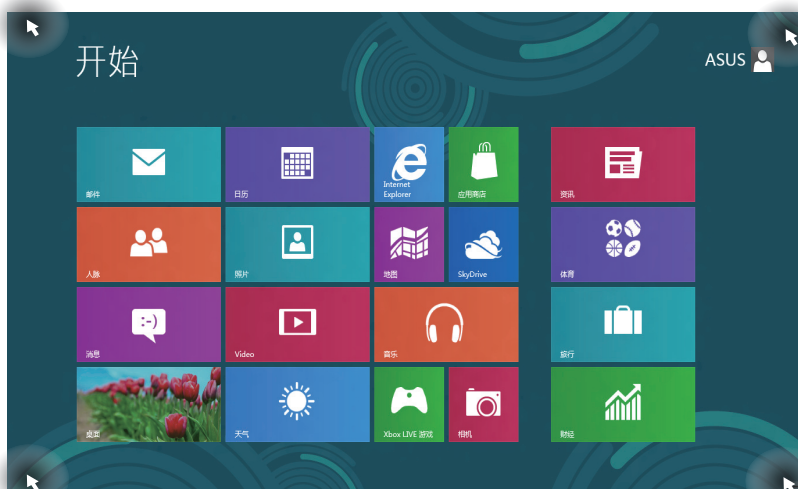 开始
ASUS
邮件
日历
Internet
Explorer
应用商店
资讯
人脉
照片
地图
SkyDrive
体育
消息
Video
音乐
旅行
桌面
天气
Xbox LIVE 游戏
相机
财经